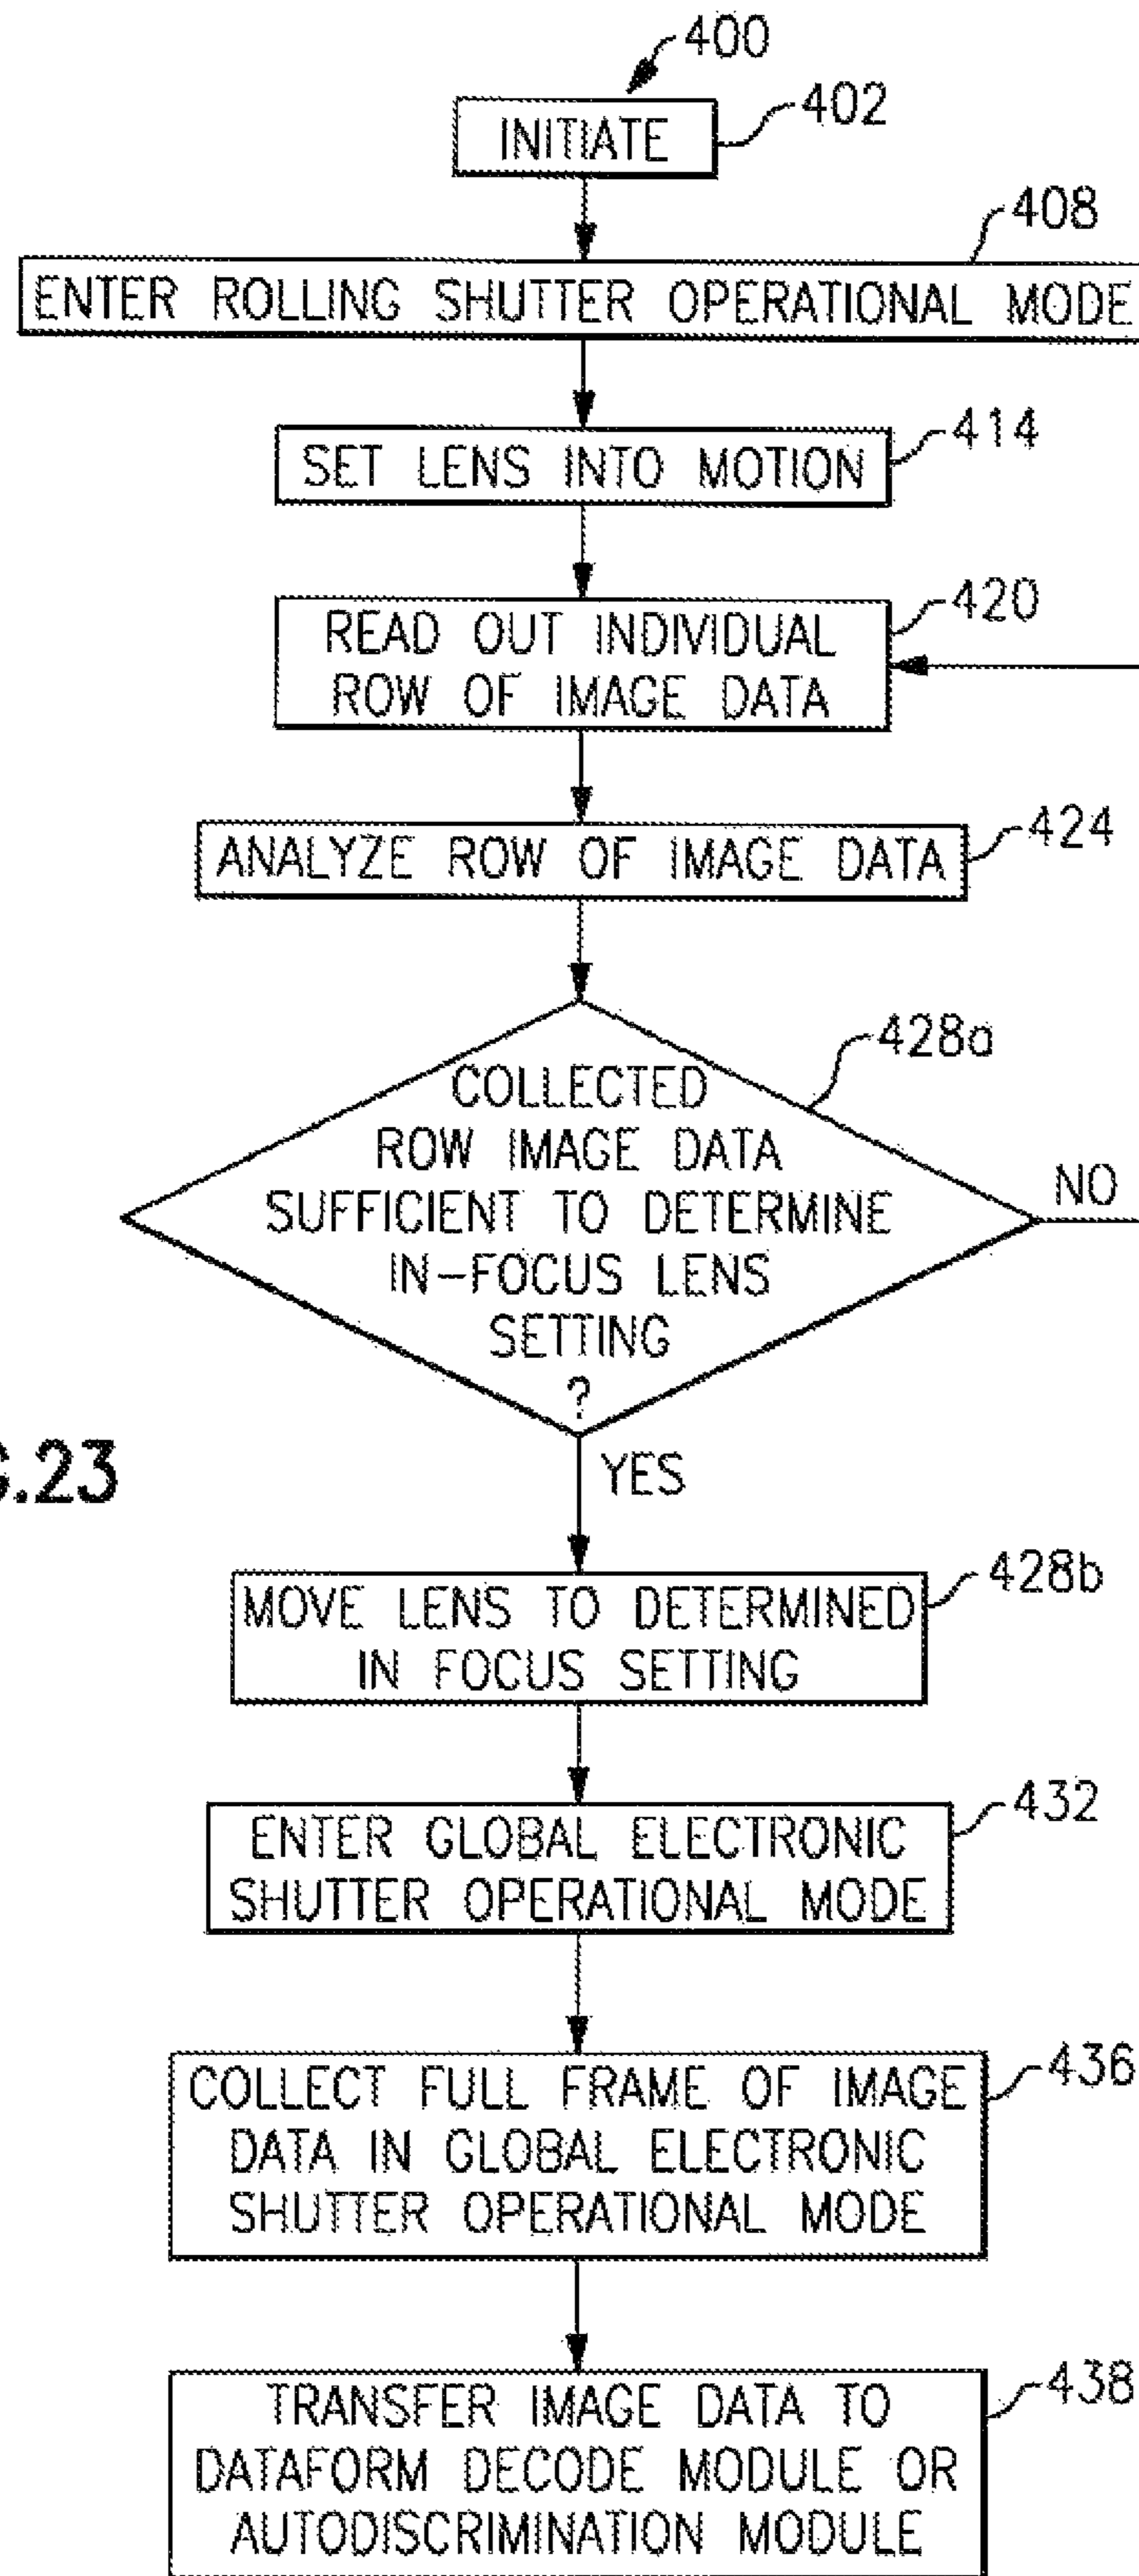 400
INITIATE
402
408
ENTER ROLLING SHUTTER OPERATIONAL MODE
SET LENS INTO MOTION
414
READ OUT INDIVIDUAL
ROW OF IMAGE DATA
420
ANALYZE ROW OF IMAGE DATA
424
COLLECTED
ROW IMAGE DATA
SUFFICIENT TO DETERMINE
IN-FOCUS LENS
SETTING
?
428a
NO
YES
G.23
MOVE LENS TO DETERMINED
IN FOCUS SETTING
428b
ENTER GLOBAL ELECTRONIC
SHUTTER OPERATIONAL MODE
432
COLLECT FULL FRAME OF IMAGE
DATA IN GLOBAL ELECTRONIC
SHUTTER OPERATIONAL MODE
436
TRANSFER IMAGE DATA TO
DATAFORM DECODE MODULE OR
AUTODISCRIMINATION MODULE
438